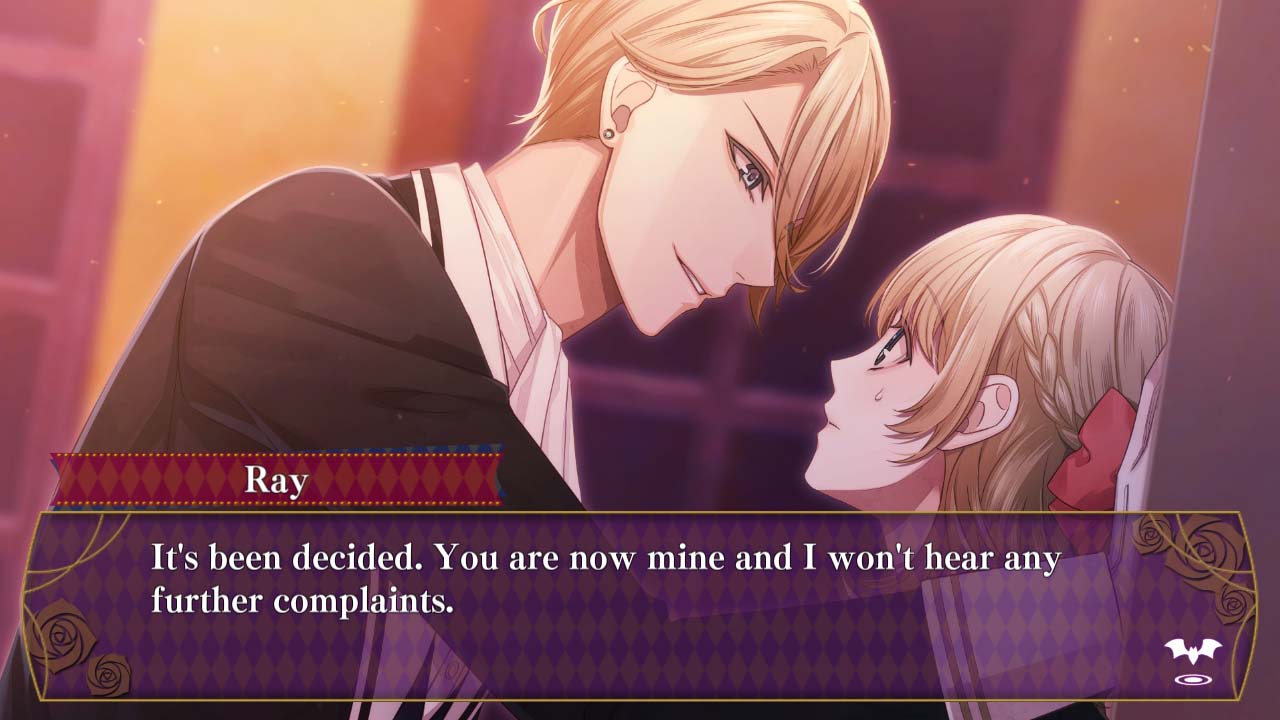 Ray
It's been decided. You are now mine and I won't hear any
further complaints.